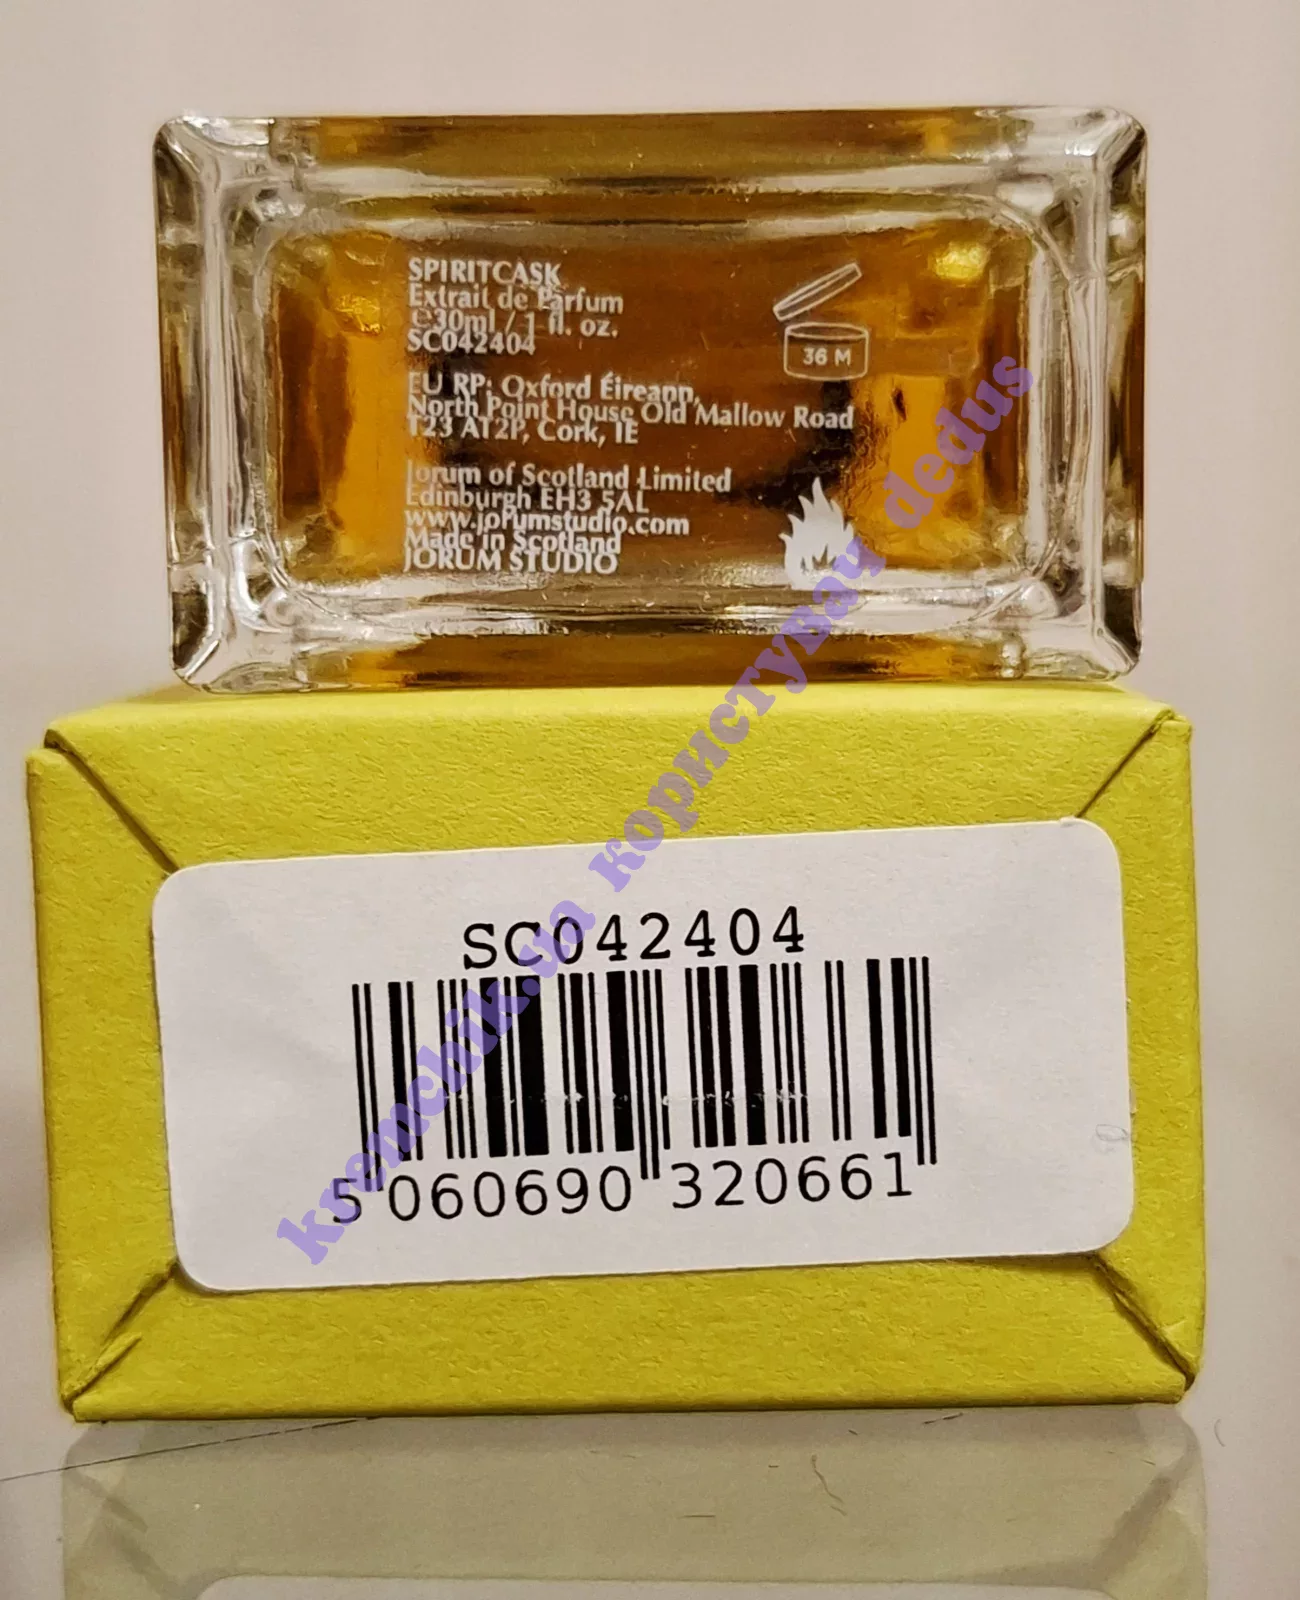 SPIRITCASK
Extrait de Parfum
℮30ml / 1 fl. oz.
SC042404
36 M
EU RP: Oxford Éireann,
North Point House Old Mallow Road
T23 AT2P, Cork, IE
Jorum of Scotland Limited
Edinburgh EH3 5AL
www.jorumstudio.com
Made in Scotland
JORUM STUDIO
kremchik.ua користувач dedus
SC042404
5 060690 320661